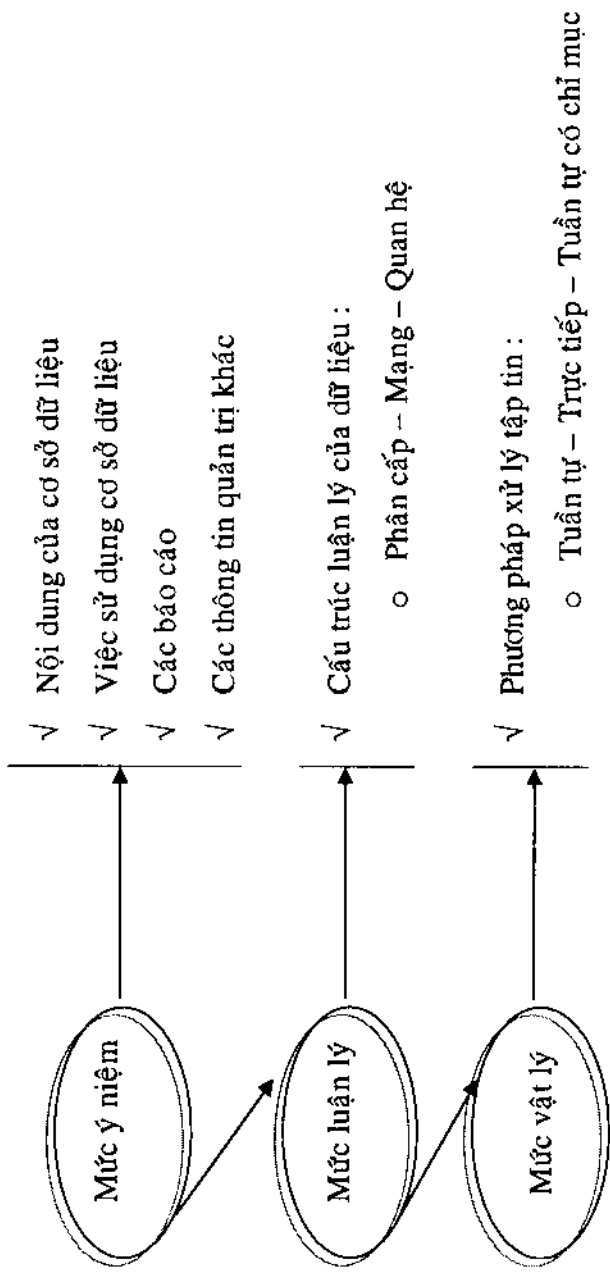 Mức ý niệm
√ Nội dung của cơ sở dữ liệu
√ Việc sử dụng cơ sở dữ liệu
√ Các báo cáo
√ Các thông tin quản trị khác
Mức luận lý
√ Cấu trúc luận lý của dữ liệu :
o Phân cấp – Mạng – Quan hệ
Mức vật lý
√ Phương pháp xử lý tập tin :
o Tuần tự – Trực tiếp – Tuần tự có chỉ mục